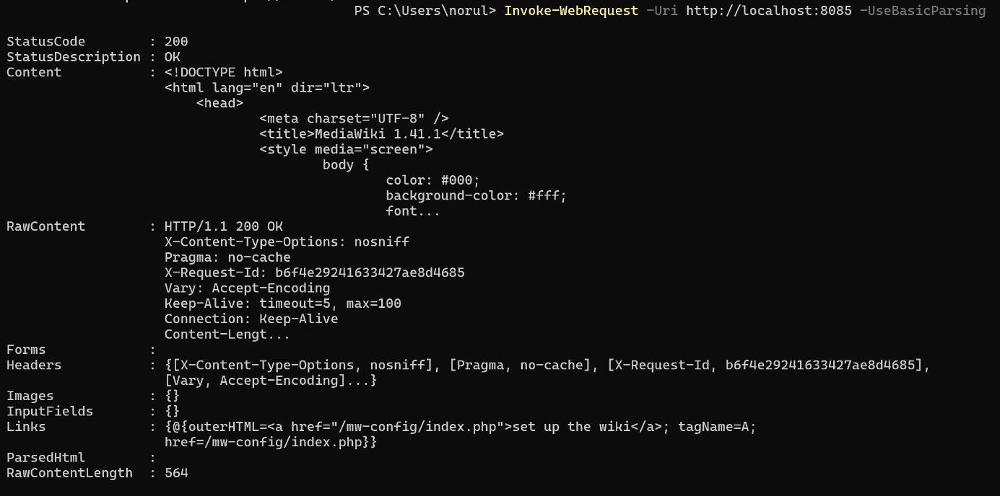 PS C:\Users\norul> Invoke-WebRequest -Uri http://localhost:8085 -UseBasicParsing
StatusCode : 200
StatusDescription : OK
Content : <!DOCTYPE html>
<html lang="en" dir="ltr">
<head>
<meta charset="UTF-8" />
<title>MediaWiki 1.41.1</title>
<style media="screen">
body {
color: #000;
background-color: #fff;
font...
RawContent : HTTP/1.1 200 OK
X-Content-Type-Options: nosniff
Pragma: no-cache
X-Request-Id: b6f4e29241633427ae8d4685
Vary: Accept-Encoding
Keep-Alive: timeout=5, max=100
Connection: Keep-Alive
Content-Lengt...
Forms :
Headers : {[X-Content-Type-Options, nosniff], [Pragma, no-cache], [X-Request-Id, b6f4e29241633427ae8d4685],
[Vary, Accept-Encoding]...}
Images : {}
InputFields : {}
Links : {@{outerHTML=<a href="/mw-config/index.php">set up the wiki</a>; tagName=A;
href=/mw-config/index.php}}
ParsedHtml :
RawContentLength : 564